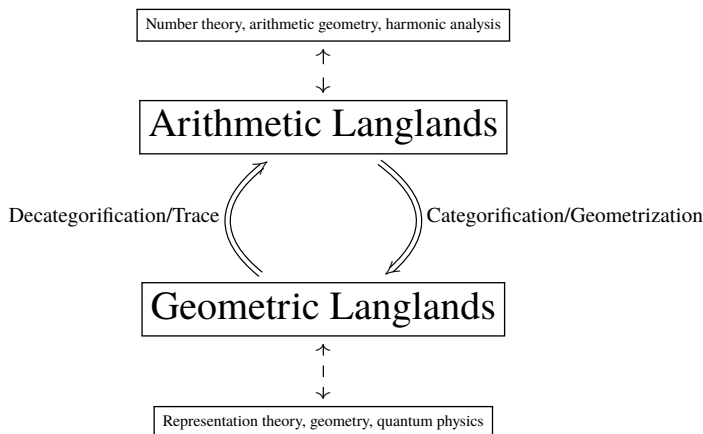 Number theory, arithmetic geometry, harmonic analysis
Arithmetic Langlands
Decategorification/Trace
Categorification/Geometrization
Geometric Langlands
Representation theory, geometry, quantum physics